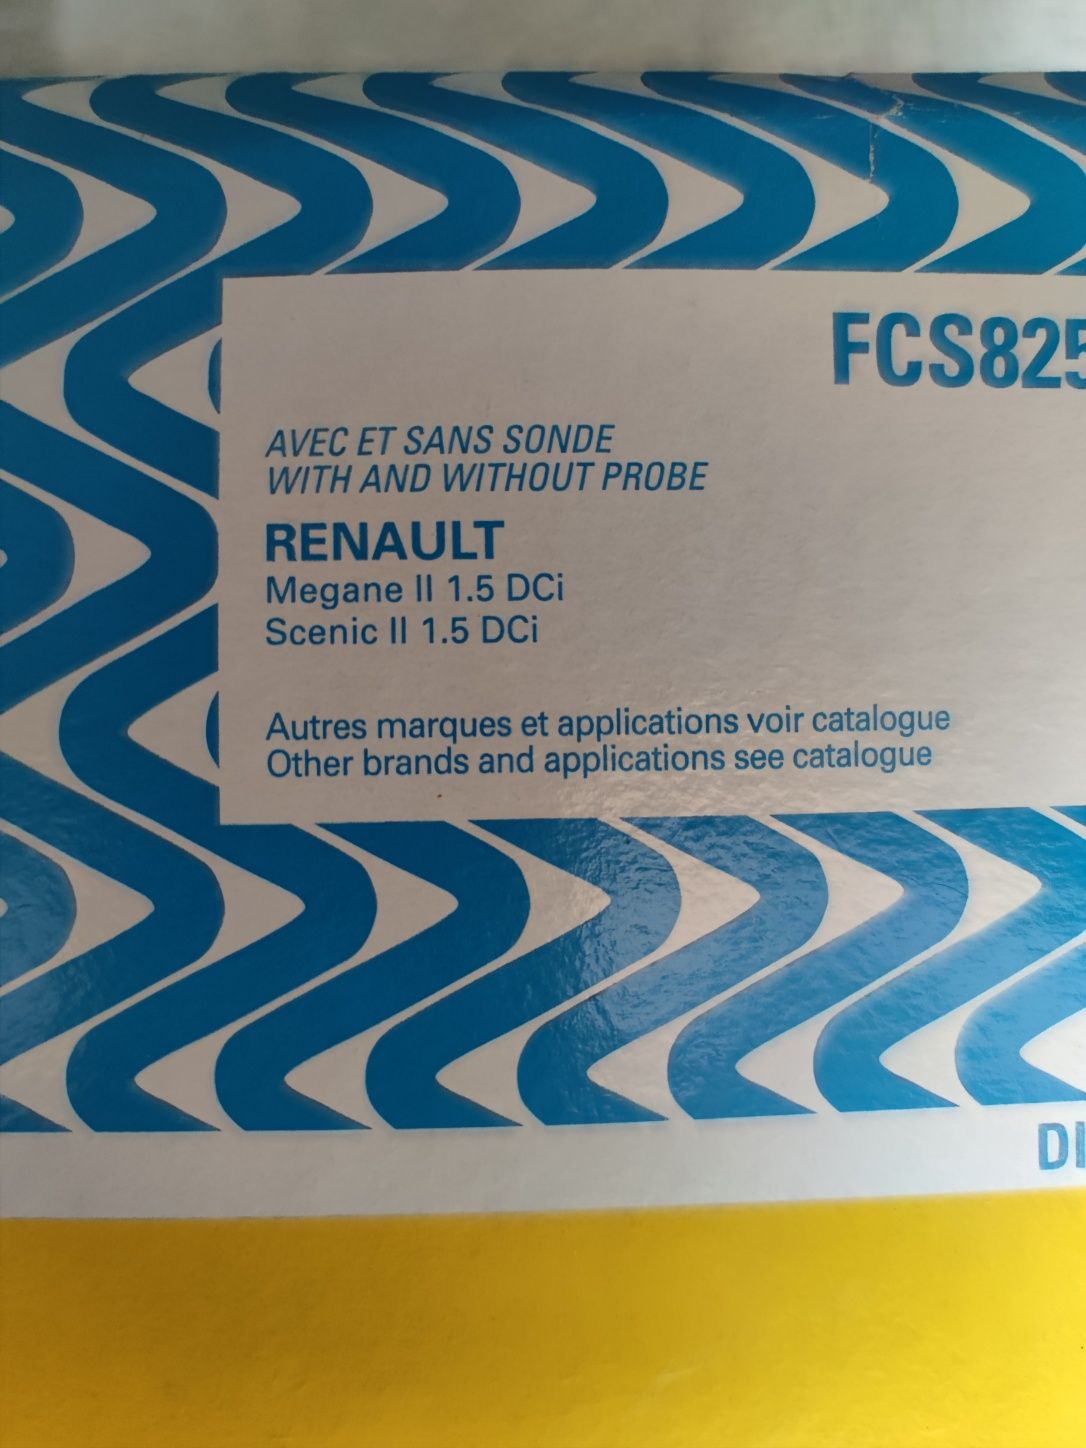 FCS825
AVEC ET SANS SONDE
WITH AND WITHOUT PROBE
RENAULT
Megane II 1.5 DCi
Scenic II 1.5 DCi
Autres marques et applications voir catalogue
Other brands and applications see catalogue